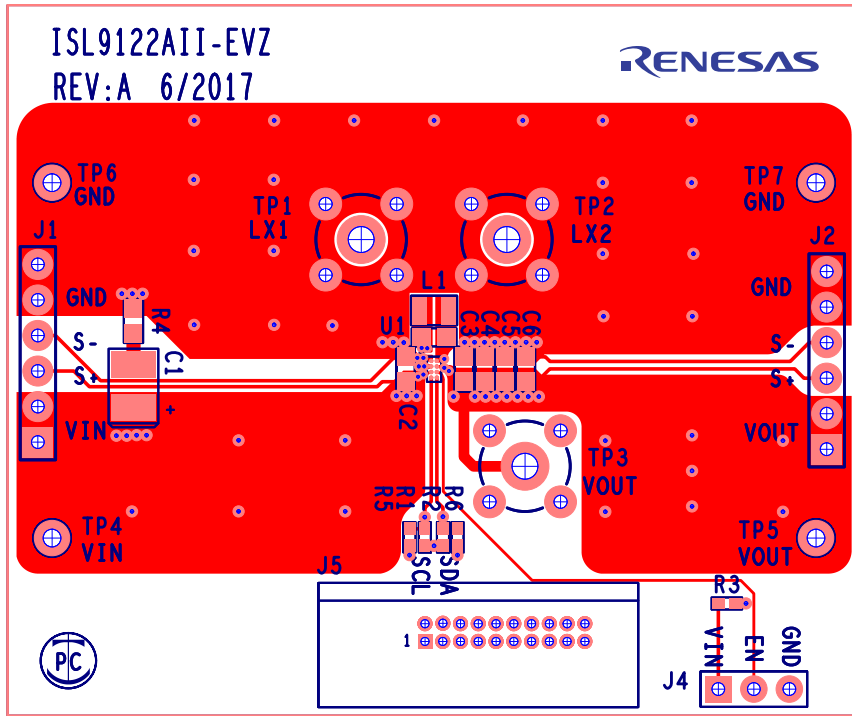 ISL9122AII-EVZ
REV:A 6/2017
RENESAS
TP6
GND
TP7
GND
TP1
LX1
TP2
LX2
J1
J2
L1
GND
GND
U1
C3
C4
C5
C6
R4
S-
S-
C1
S+
S+
+
C2
VIN
VOUT
TP3
VOUT
R5
R1
R2
R6
TP4
VIN
TP5
VOUT
J5
SCL
SDA
R3
1
VIN
EN
GND
J4
PC